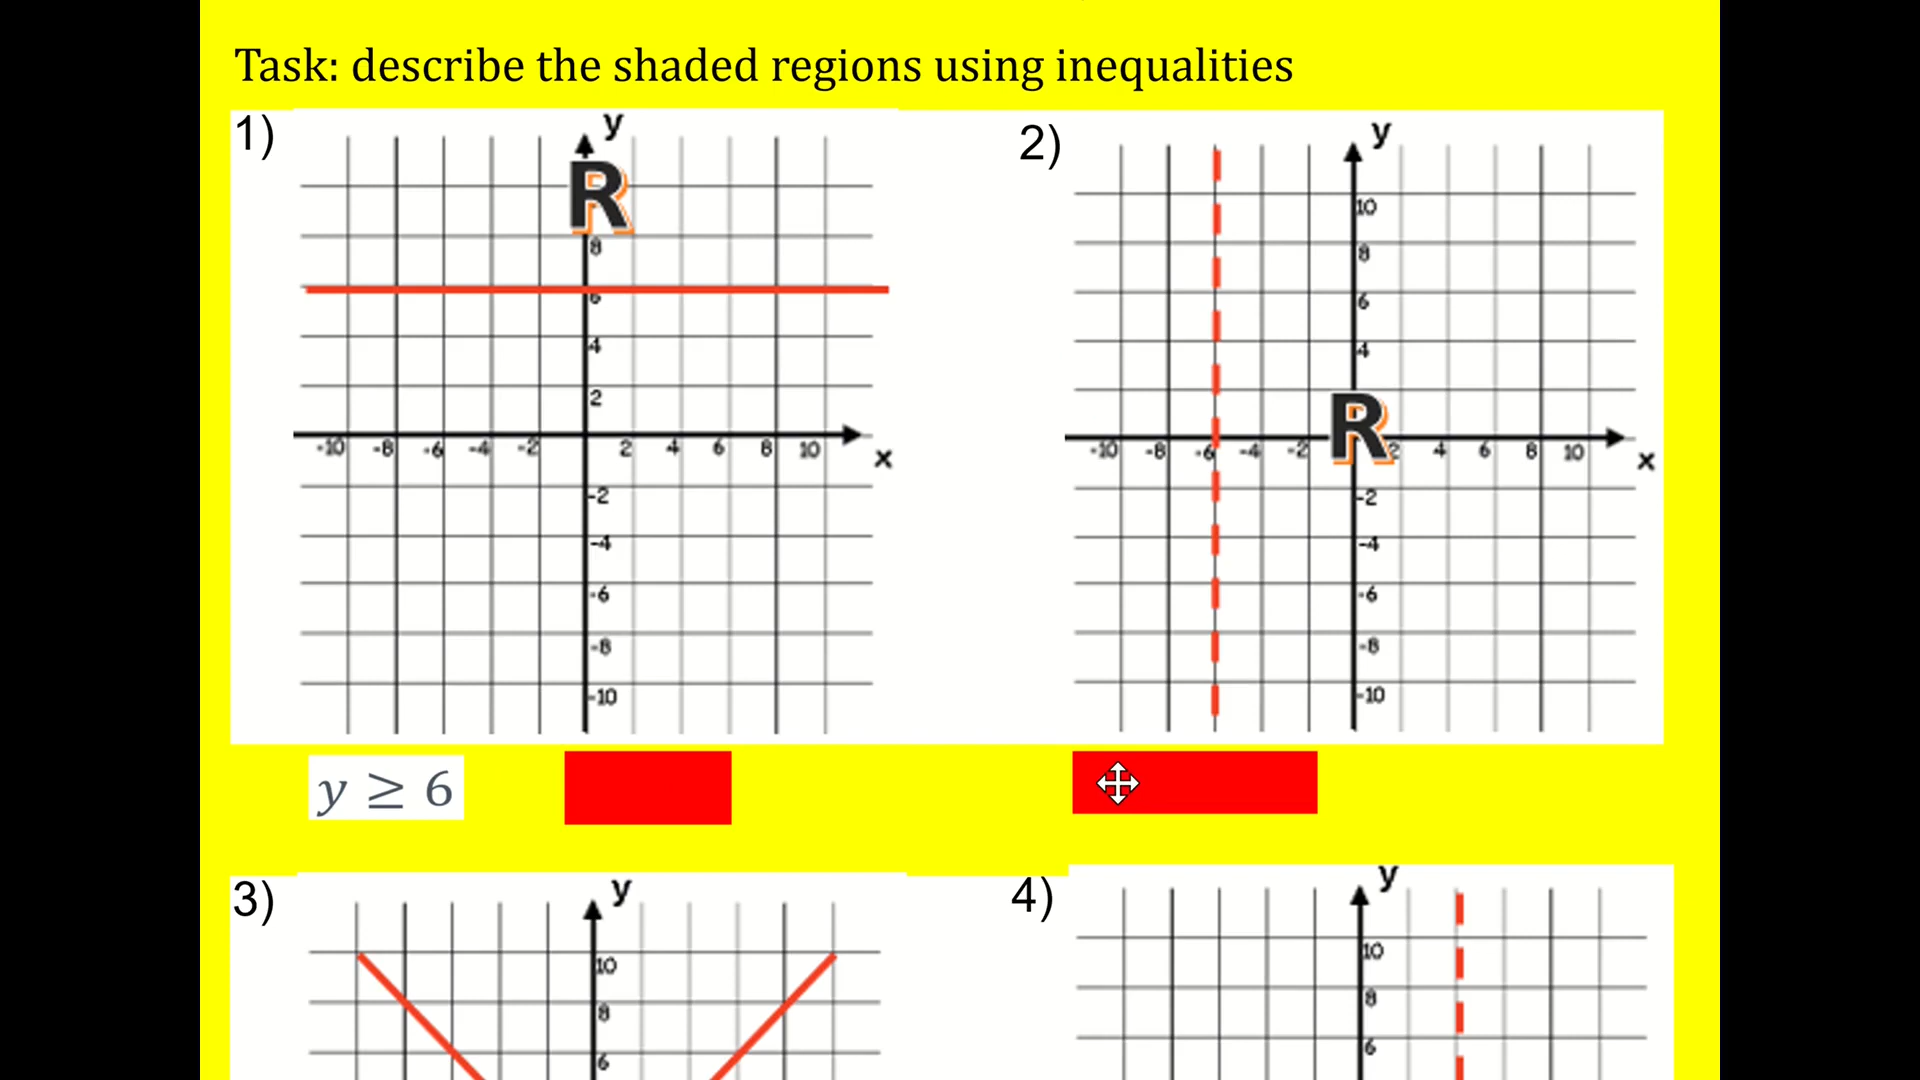 Task: describe the shaded regions using inequalities
1)
y
R
8
6
4
2
-10 -8 -6 -4 -2 2 4 6 8 10
x
-2
-4
-6
-8
-10
2)
y
10
8
6
4
R
-10 -8 -6 -4 -2 2 4 6 8 10
x
-2
-4
-6
-8
-10
y ≥ 6
3)
y
10
8
6
4)
y
10
8
6